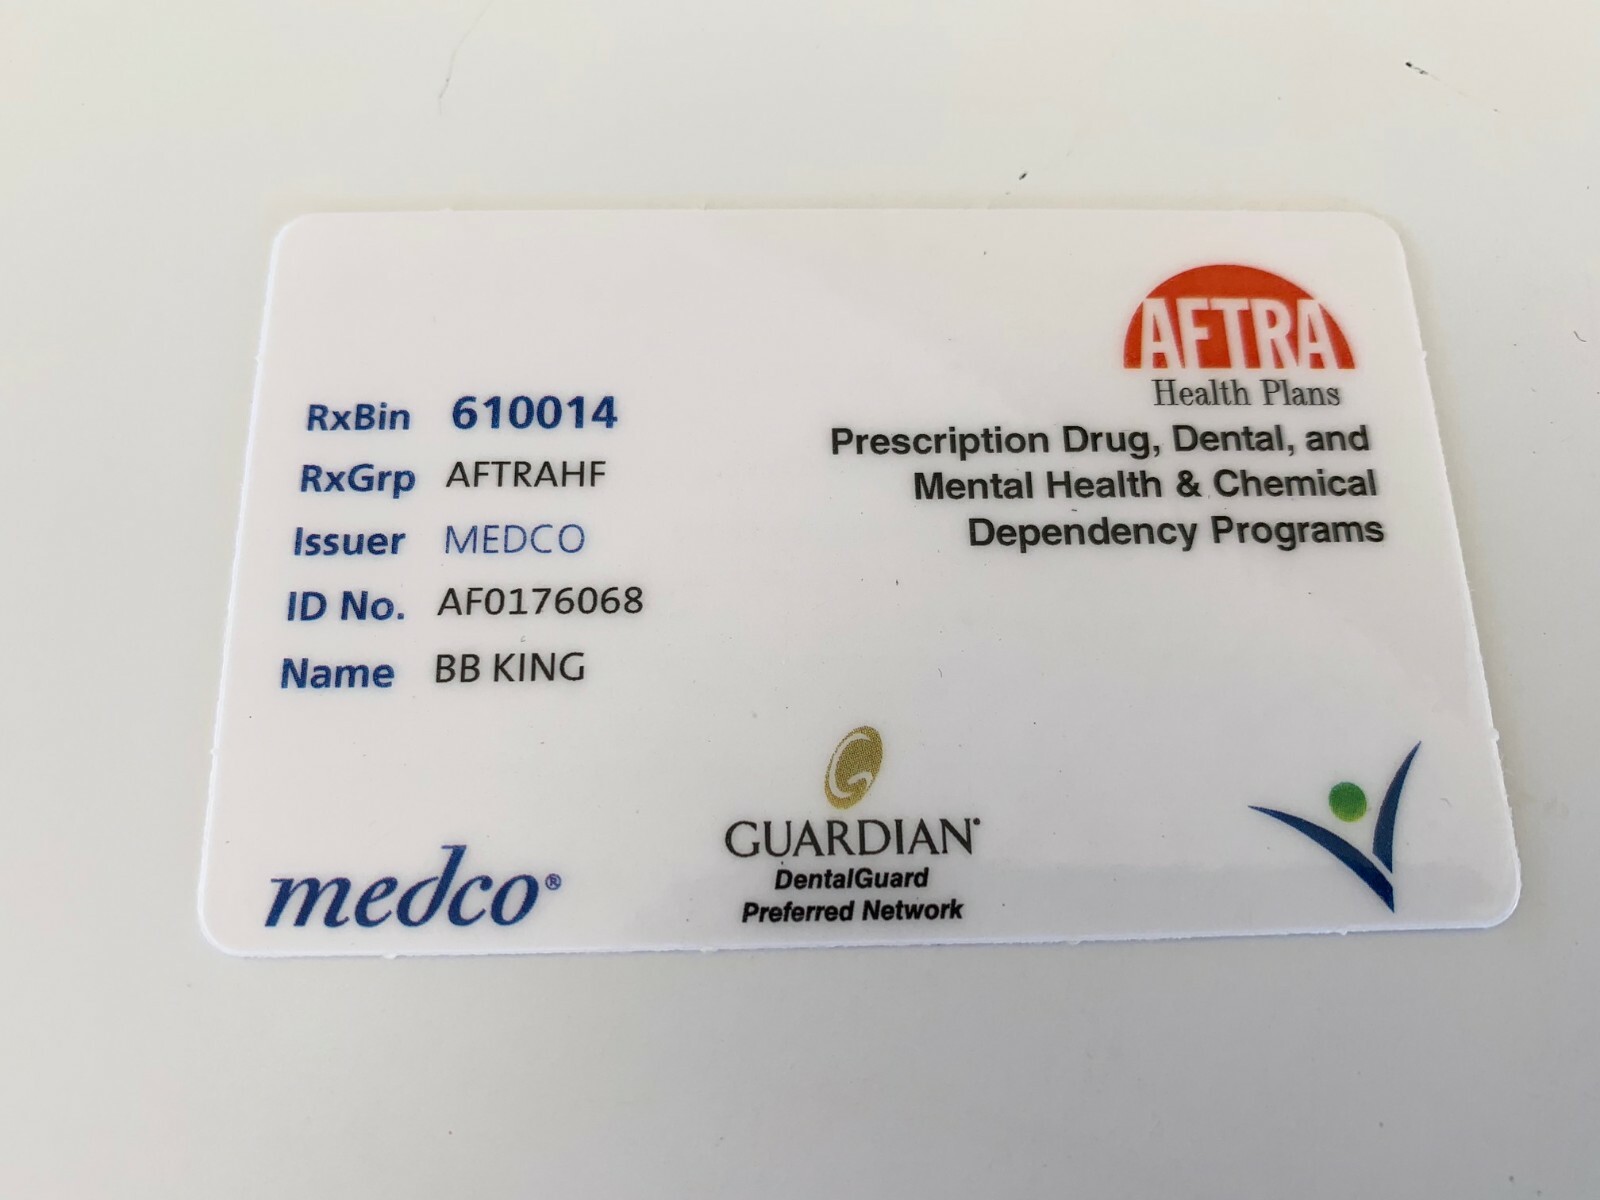 AFTRA
Health Plans
Prescription Drug, Dental, and
Mental Health & Chemical
Dependency Programs
RxBin 610014
RxGrp AFTRAHF
Issuer MEDCO
ID No. AF0176068
Name BB KING
medco®
G
GUARDIAN®
DentalGuard
Preferred Network